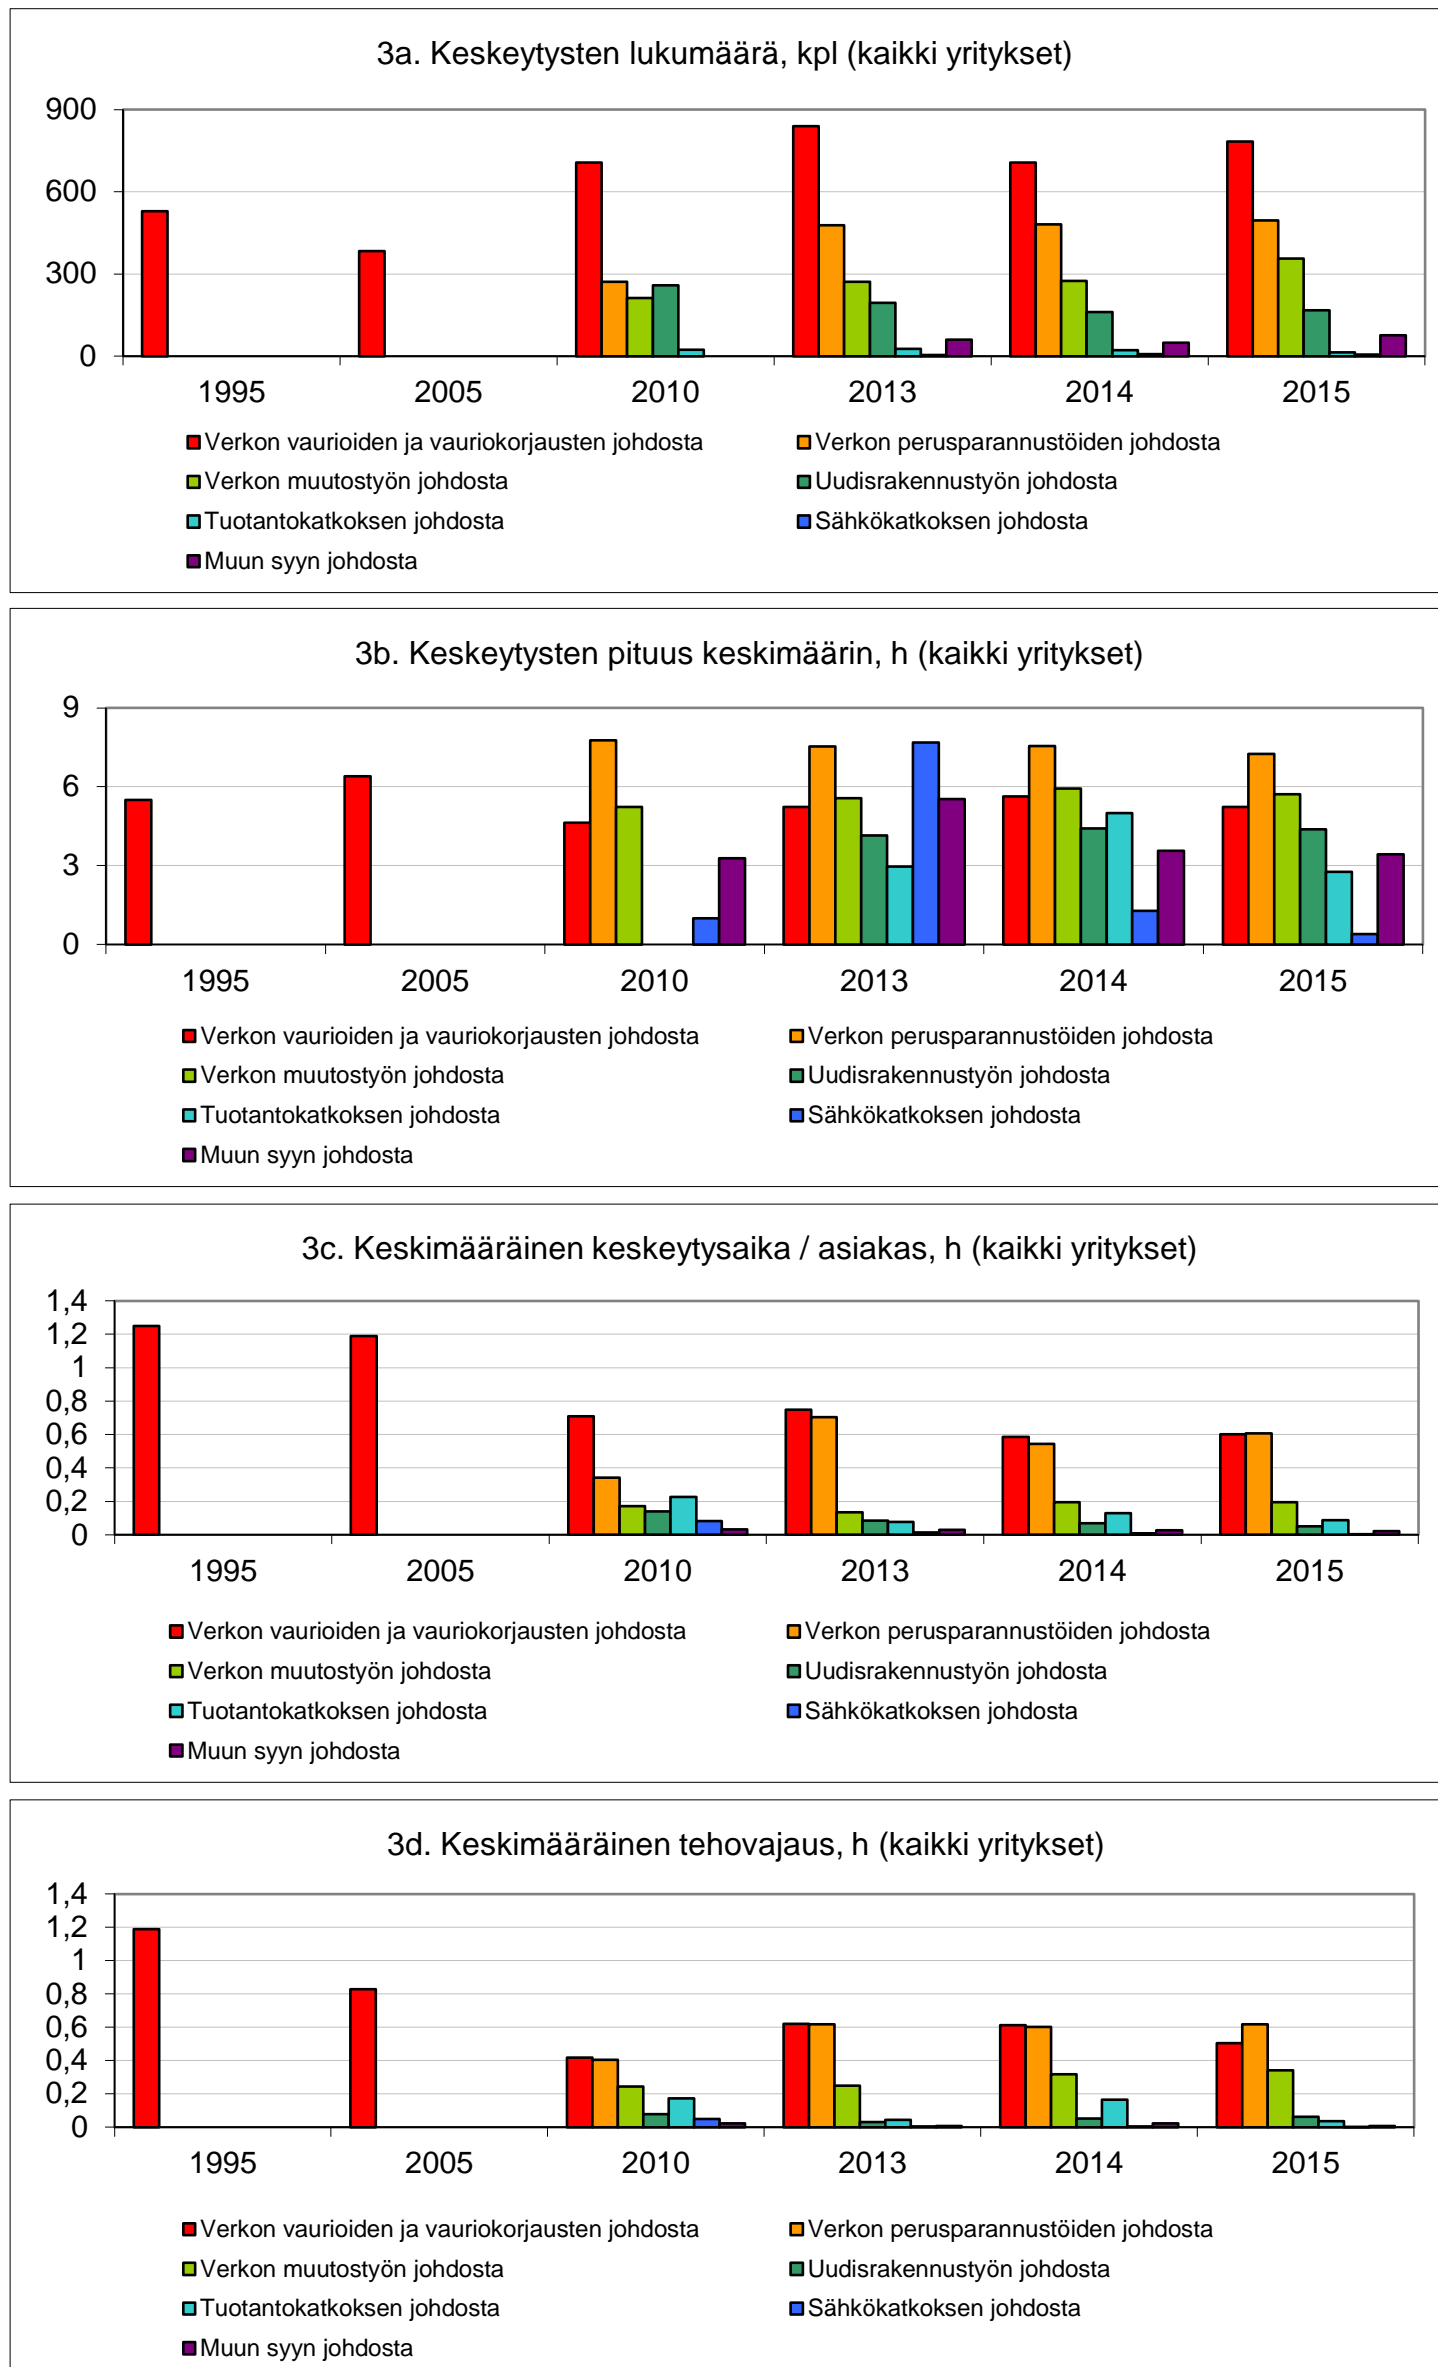 3a. Keskeytysten lukumäärä, kpl (kaikki yritykset)
900
600
300
0
1995 2005 2010 2013 2014 2015
Verkon vaurioiden ja vauriokorjausten johdosta Verkon perusparannustöiden johdosta
Verkon muutostyön johdosta Uudisrakennustyön johdosta
Tuotantokatkoksen johdosta Sähkökatkoksen johdosta
Muun syyn johdosta
3b. Keskeytysten pituus keskimäärin, h (kaikki yritykset)
9
6
3
0
1995 2005 2010 2013 2014 2015
Verkon vaurioiden ja vauriokorjausten johdosta Verkon perusparannustöiden johdosta
Verkon muutostyön johdosta Uudisrakennustyön johdosta
Tuotantokatkoksen johdosta Sähkökatkoksen johdosta
Muun syyn johdosta
3c. Keskimääräinen keskeytysaika / asiakas, h (kaikki yritykset)
1,4
1,2
1
0,8
0,6
0,4
0,2
0
1995 2005 2010 2013 2014 2015
Verkon vaurioiden ja vauriokorjausten johdosta Verkon perusparannustöiden johdosta
Verkon muutostyön johdosta Uudisrakennustyön johdosta
Tuotantokatkoksen johdosta Sähkökatkoksen johdosta
Muun syyn johdosta
3d. Keskimääräinen tehovajaus, h (kaikki yritykset)
1,4
1,2
1
0,8
0,6
0,4
0,2
0
1995 2005 2010 2013 2014 2015
Verkon vaurioiden ja vauriokorjausten johdosta Verkon perusparannustöiden johdosta
Verkon muutostyön johdosta Uudisrakennustyön johdosta
Tuotantokatkoksen johdosta Sähkökatkoksen johdosta
Muun syyn johdosta